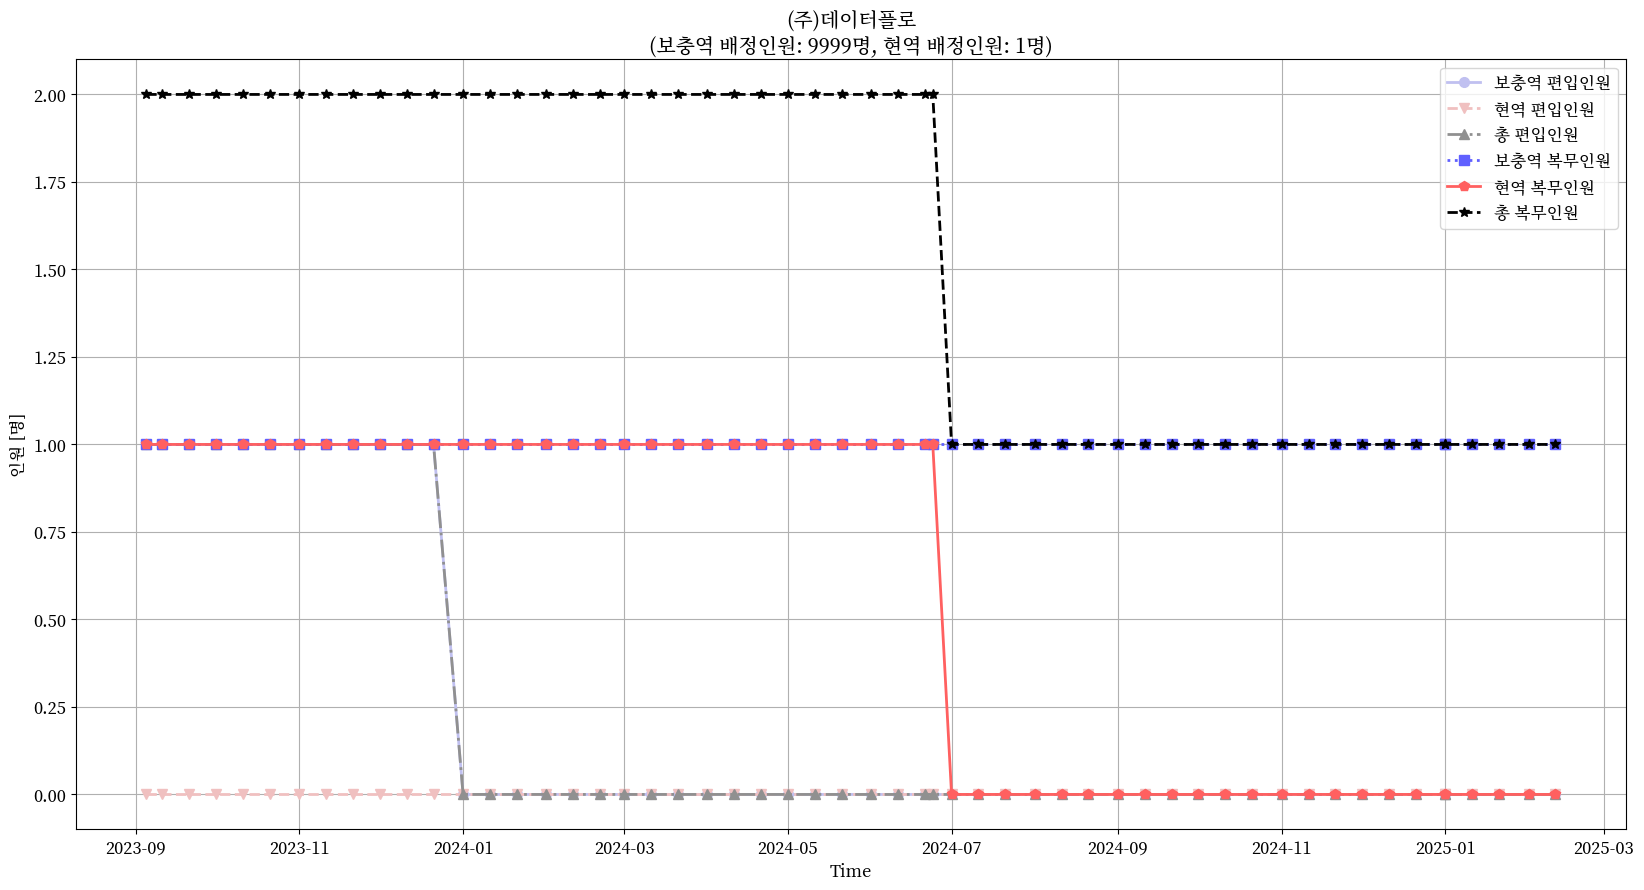 (주)데이터플로
(보충역 배정인원: 9999명, 현역 배정인원: 1명)
보충역 편입인원
현역 편입인원
총 편입인원
보충역 복무인원
현역 복무인원
총 복무인원
인원 [명]
2.00
1.75
1.50
1.25
1.00
0.75
0.50
0.25
0.00
2023-09
2023-11
2024-01
2024-03
2024-05
2024-07
2024-09
2024-11
2025-01
2025-03
Time